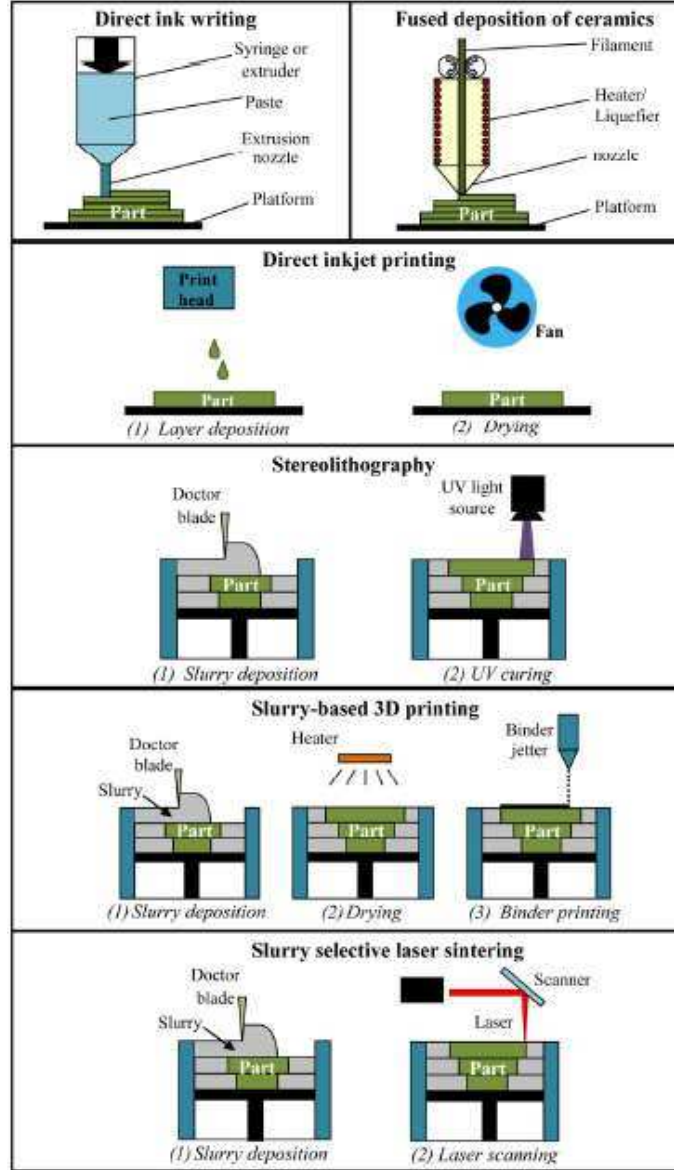 Direct ink writing
Syringe or
extruder
Paste
Extrusion
nozzle
Platform
Part
Fused deposition of ceramics
Filament
Heater/
Liquefier
nozzle
Platform
Part
Direct inkjet printing
Print
head
Part
(1) Layer deposition
Fan
Part
(2) Drying
Stereolithography
Doctor
blade
Part
(1) Slurry deposition
UV light
source
Part
(2) UV curing
Slurry-based 3D printing
Doctor
blade
Slurry
Part
(1) Slurry deposition
Heater
Part
(2) Drying
Binder
jetter
Part
(3) Binder printing
Slurry selective laser sintering
Doctor
blade
Slurry
Part
(1) Slurry deposition
Scanner
Laser
Part
(2) Laser scanning